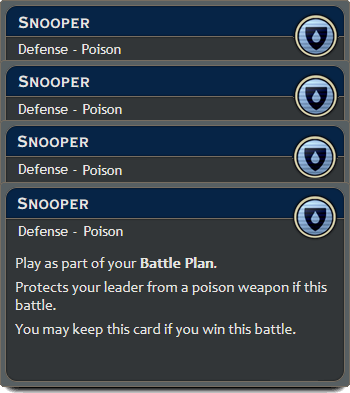 Snooper
Defense - Poison
Snooper
Defense - Poison
Snooper
Defense - Poison
Snooper
Defense - Poison
Play as part of your Battle Plan.
Protects your leader from a poison weapon if this
battle.
You may keep this card if you win this battle.